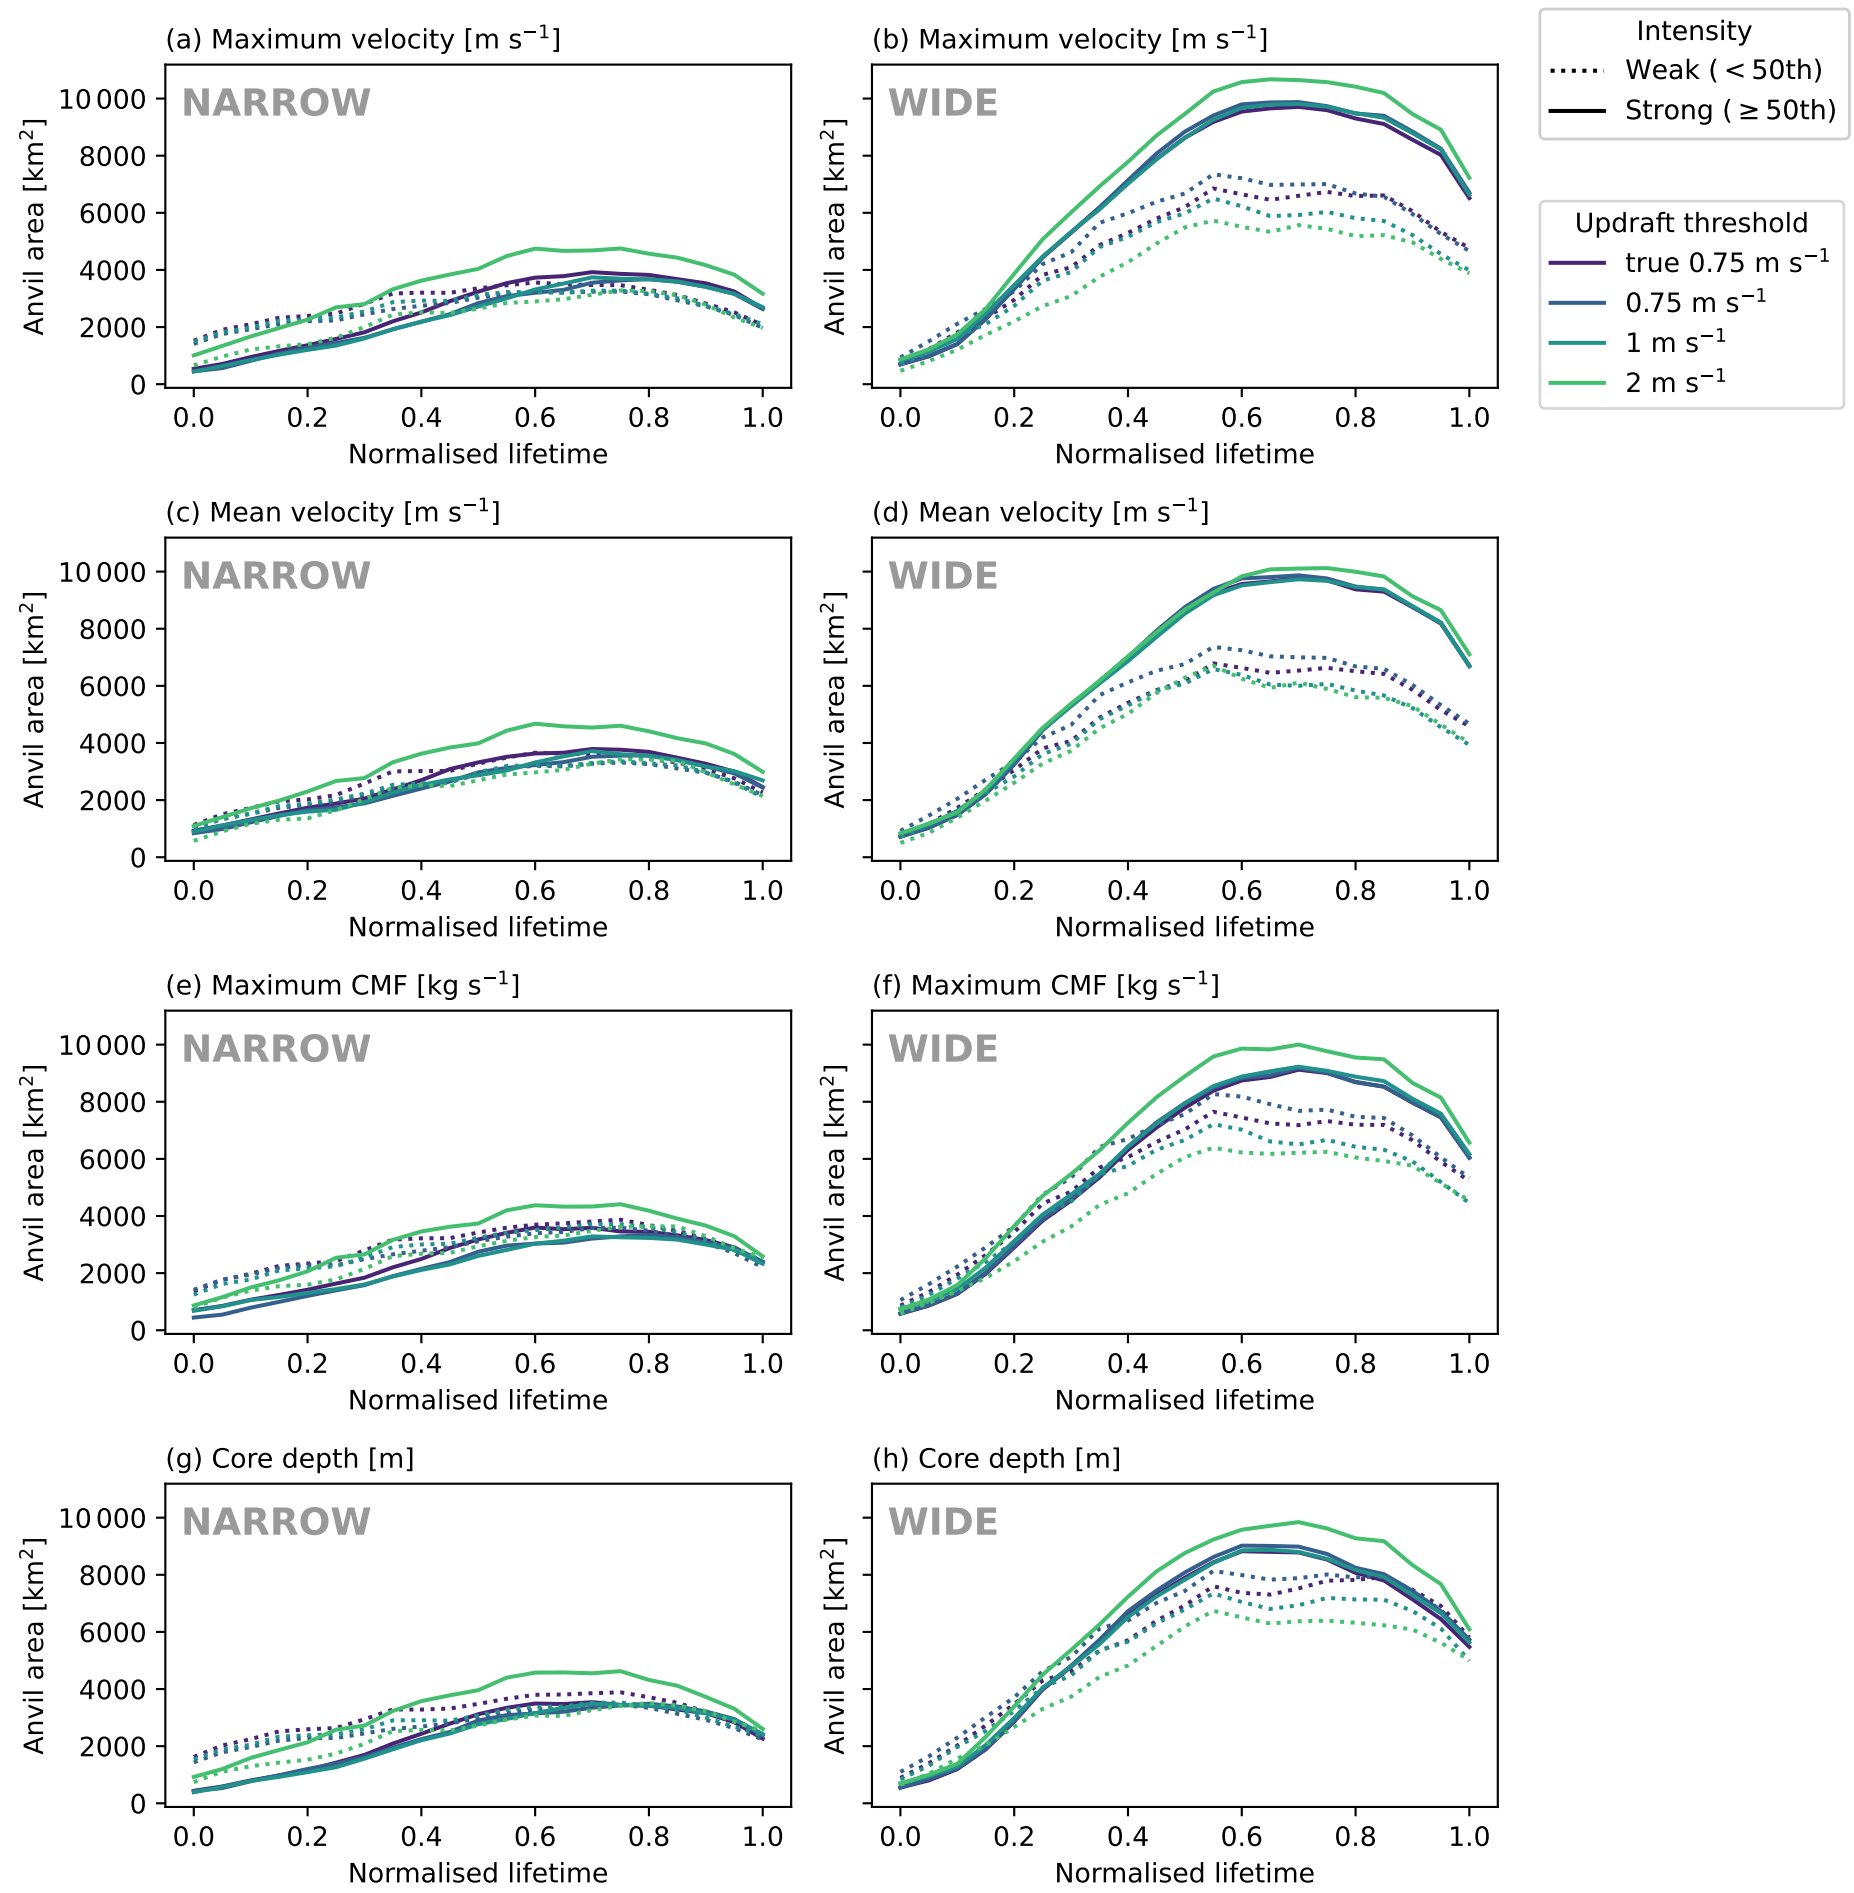 (a) Maximum velocity [m s⁻¹]
NARROW
Anvil area [km²]
10 000
8000
6000
4000
2000
0
0.0 0.2 0.4 0.6 0.8 1.0
Normalised lifetime
(b) Maximum velocity [m s⁻¹]
WIDE
Anvil area [km²]
0.0 0.2 0.4 0.6 0.8 1.0
Normalised lifetime
Intensity
Weak (< 50th)
Strong (≥ 50th)
Updraft threshold
true 0.75 m s⁻¹
0.75 m s⁻¹
1 m s⁻¹
2 m s⁻¹
(c) Mean velocity [m s⁻¹]
NARROW
Anvil area [km²]
10 000
8000
6000
4000
2000
0
0.0 0.2 0.4 0.6 0.8 1.0
Normalised lifetime
(d) Mean velocity [m s⁻¹]
WIDE
Anvil area [km²]
0.0 0.2 0.4 0.6 0.8 1.0
Normalised lifetime
(e) Maximum CMF [kg s⁻¹]
NARROW
Anvil area [km²]
10 000
8000
6000
4000
2000
0
0.0 0.2 0.4 0.6 0.8 1.0
Normalised lifetime
(f) Maximum CMF [kg s⁻¹]
WIDE
Anvil area [km²]
0.0 0.2 0.4 0.6 0.8 1.0
Normalised lifetime
(g) Core depth [m]
NARROW
Anvil area [km²]
10 000
8000
6000
4000
2000
0
0.0 0.2 0.4 0.6 0.8 1.0
Normalised lifetime
(h) Core depth [m]
WIDE
Anvil area [km²]
0.0 0.2 0.4 0.6 0.8 1.0
Normalised lifetime